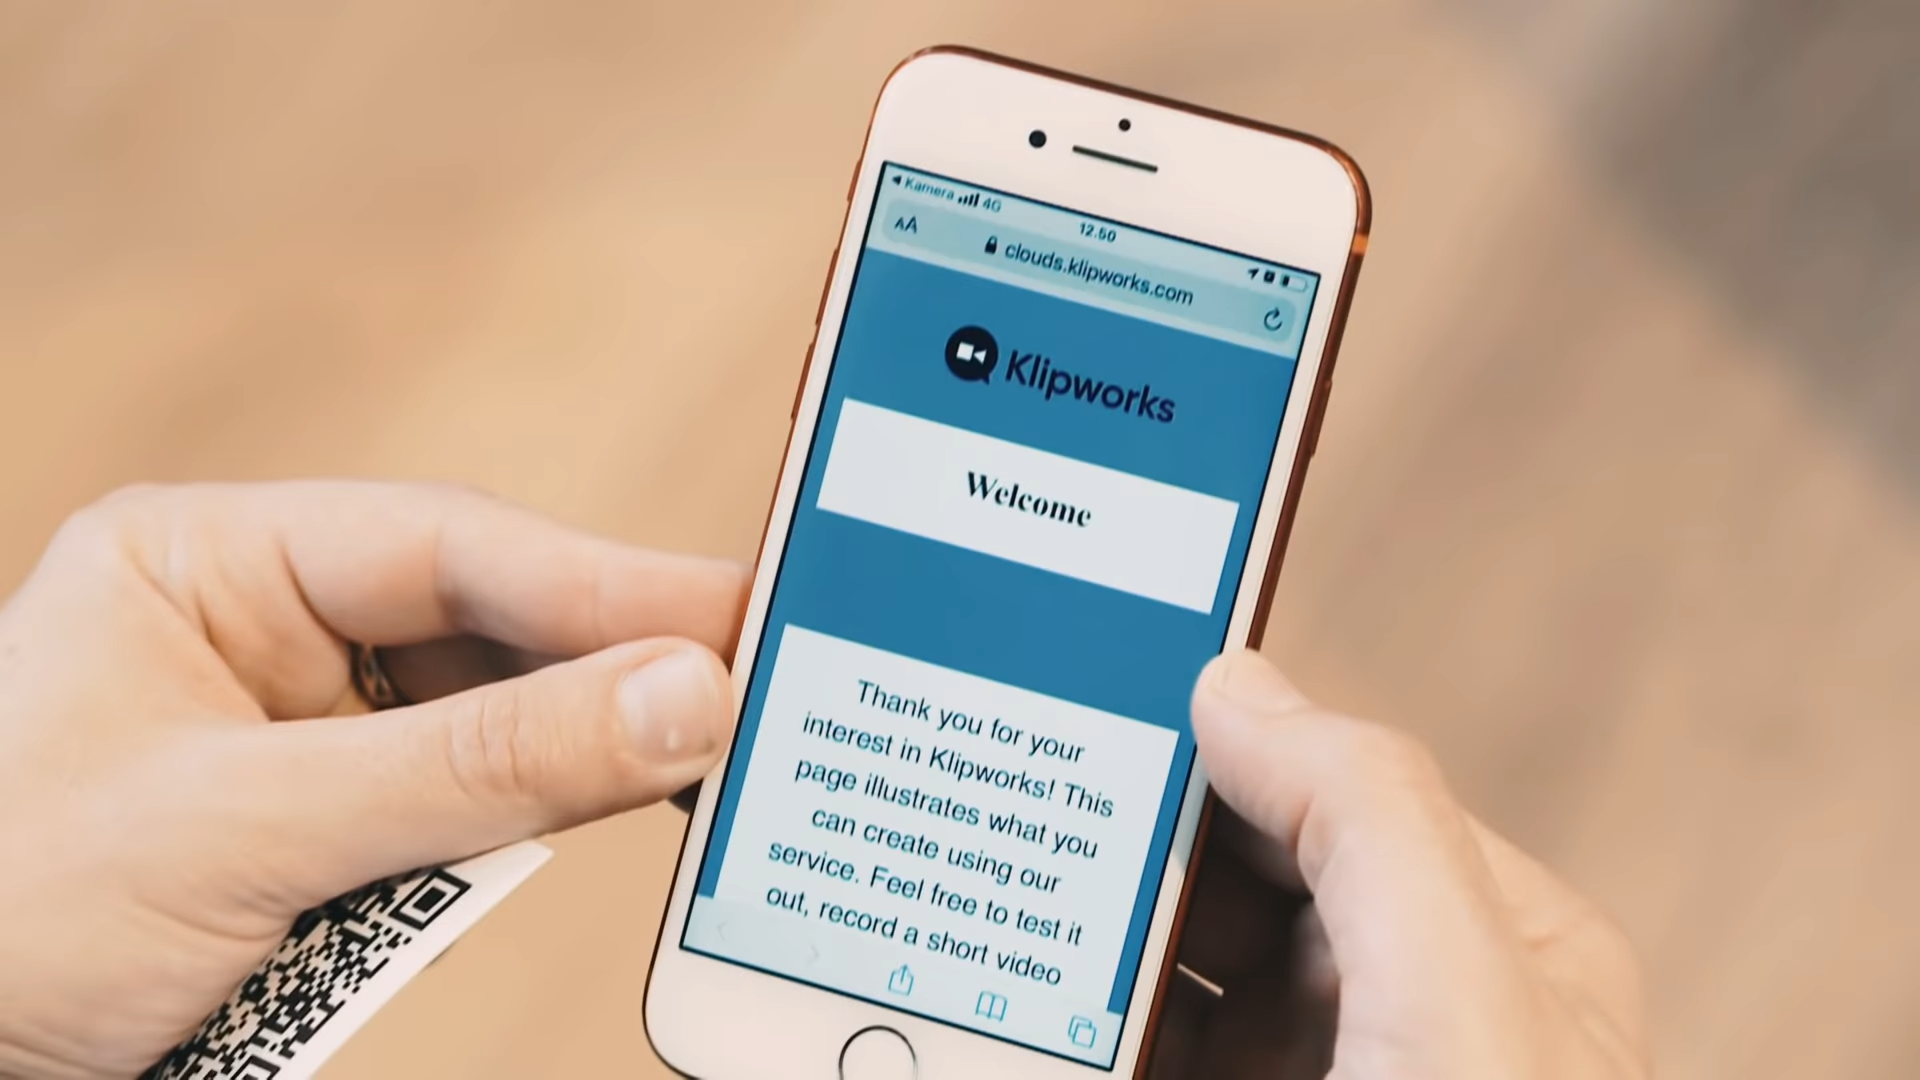 Kamera 4G
12.50
AA
clouds.klipworks.com
Klipworks
Welcome
Thank you for your
interest in Klipworks! This
page illustrates what you
can create using our
service. Feel free to test it
out, record a short video